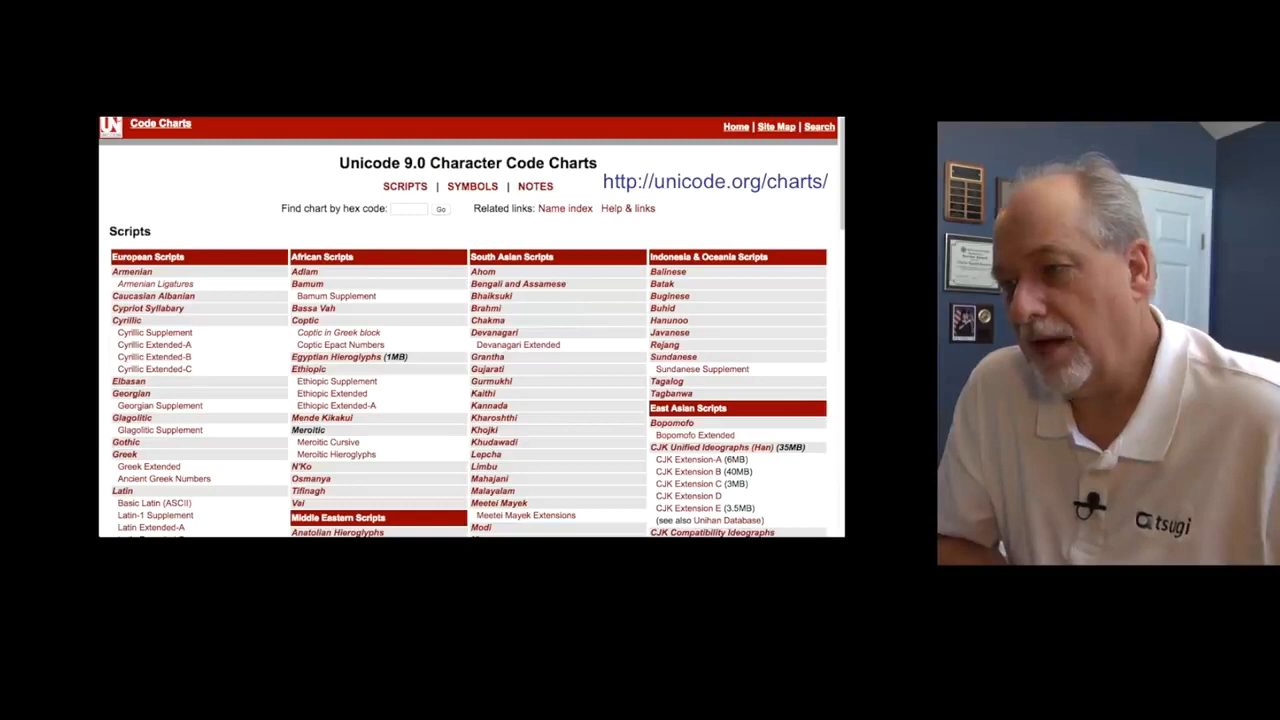 Code Charts
Home | Site Map | Search
Unicode 9.0 Character Code Charts
http://unicode.org/charts/
SCRIPTS | SYMBOLS | NOTES
Find chart by hex code: Go Related links: Name index Help & links
Scripts
European Scripts
Armenian
Armenian Ligatures
Caucasian Albanian
Cypriot Syllabary
Cyrillic
Cyrillic Supplement
Cyrillic Extended-A
Cyrillic Extended-B
Cyrillic Extended-C
Elbasan
Georgian
Georgian Supplement
Glagolitic
Glagolitic Supplement
Gothic
Greek
Greek Extended
Ancient Greek Numbers
Latin
Basic Latin (ASCII)
Latin-1 Supplement
Latin Extended-A
African Scripts
Adlam
Bamum
Bamum Supplement
Bassa Vah
Coptic
Coptic in Greek block
Coptic Epact Numbers
Egyptian Hieroglyphs (1MB)
Ethiopic
Ethiopic Supplement
Ethiopic Extended
Ethiopic Extended-A
Mende Kikakui
Meroitic
Meroitic Cursive
Meroitic Hieroglyphs
N'Ko
Osmanya
Tifinagh
Vai
Middle Eastern Scripts
Anatolian Hieroglyphs
South Asian Scripts
Ahom
Bengali and Assamese
Bhaiksuki
Brahmi
Chakma
Devanagari
Devanagari Extended
Grantha
Gujarati
Gurmukhi
Kaithi
Kannada
Kharoshthi
Khojki
Khudawadi
Lepcha
Limbu
Mahajani
Malayalam
Meetei Mayek
Meetei Mayek Extensions
Modi
Indonesia & Oceania Scripts
Balinese
Batak
Buginese
Buhid
Hanunoo
Javanese
Rejang
Sundanese
Sundanese Supplement
Tagalog
Tagbanwa
East Asian Scripts
Bopomofo
Bopomofo Extended
CJK Unified Ideographs (Han) (35MB)
CJK Extension-A (6MB)
CJK Extension B (40MB)
CJK Extension C (3MB)
CJK Extension D
CJK Extension E (3.5MB)
(see also Unihan Database)
CJK Compatibility Ideographs
tsugi